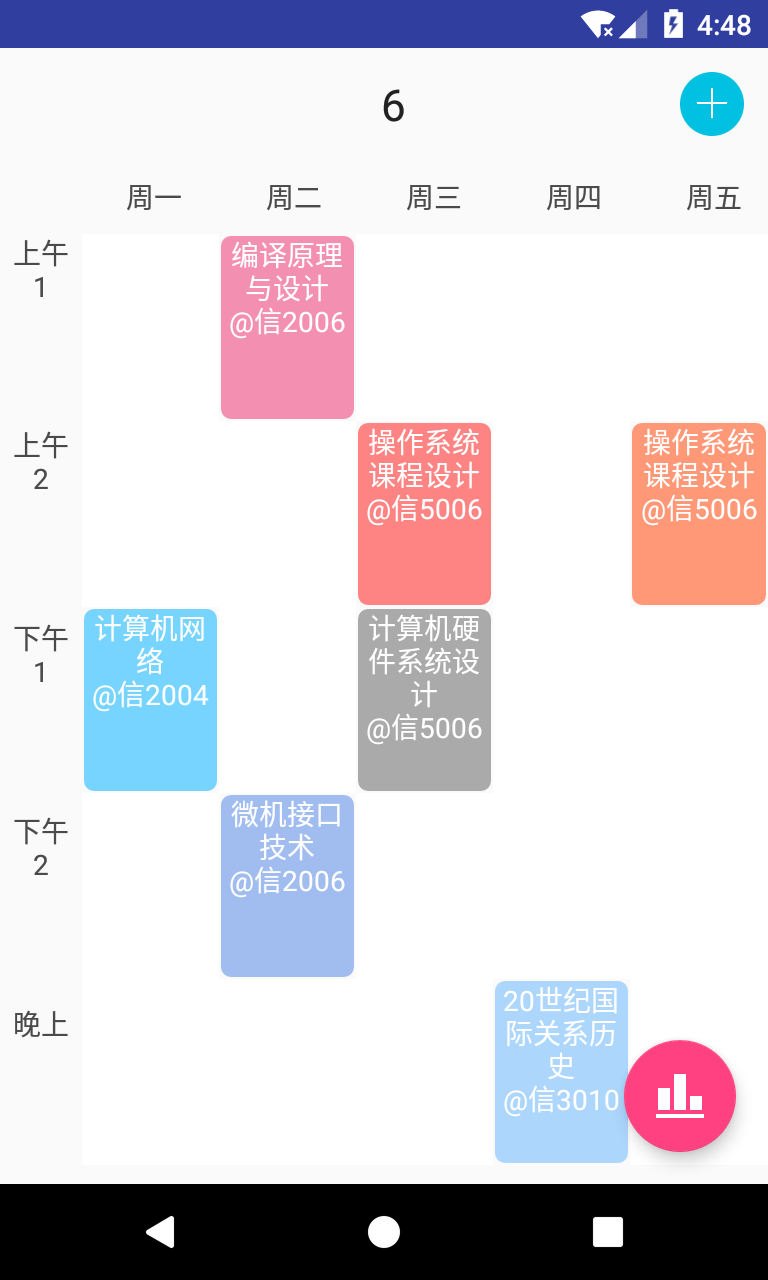 4:48
6
周一 周二 周三 周四 周五
上午
1
编译原理
与设计
@信2006
上午
2
操作系统
课程设计
@信5006
操作系统
课程设计
@信5006
下午
1
计算机网
络
@信2004
计算机硬
件系统设
计
@信5006
下午
2
微机接口
技术
@信2006
晚上
20世纪国
际关系历
史
@信3010